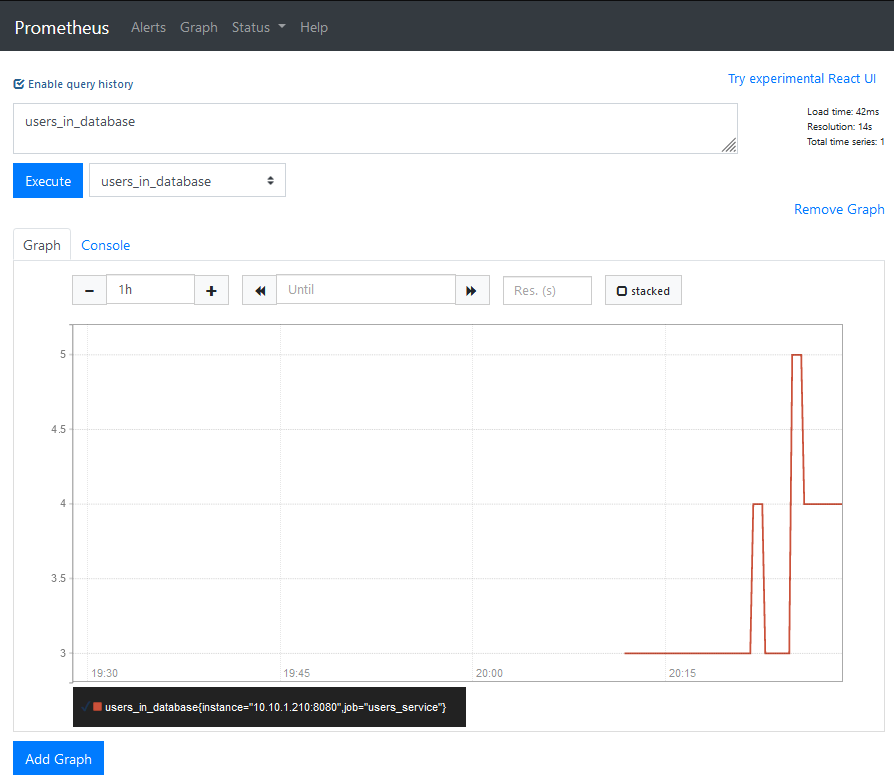 Prometheus Alerts Graph Status Help
Enable query history
Try experimental React UI
users_in_database
Load time: 42ms
Resolution: 14s
Total time series: 1
Execute users_in_database
Remove Graph
Graph Console
− 1h + Until Res. (s) stacked
5
4.5
4
3.5
3
19:30 19:45 20:00 20:15
users_in_database{instance="10.10.1.210:8080",job="users_service"}
Add Graph